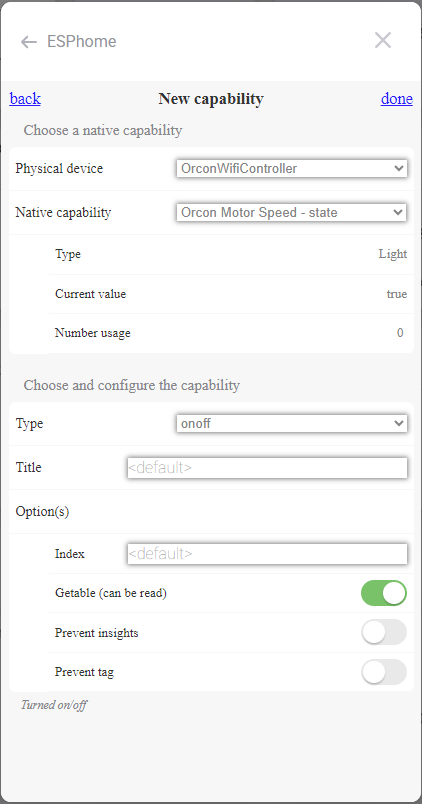 ESPhome
back New capability done
Choose a native capability
Physical device OrconWifiController
Native capability Orcon Motor Speed - state
Type Light
Current value true
Number usage 0
Choose and configure the capability
Type onoff
Title <default>
Option(s)
Index <default>
Getable (can be read)
Prevent insights
Prevent tag
Turned on/off